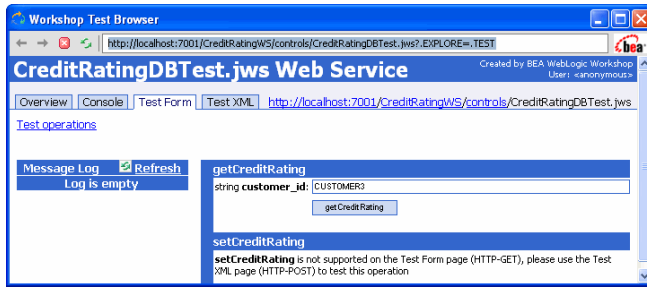 Workshop Test Browser
http://localhost:7001/CreditRatingWS/controls/CreditRatingDBTest.jws?.EXPLORE=.TEST
bea
CreditRatingDBTest.jws Web Service
Created by BEA WebLogic Workshop
User: <anonymous>
Overview Console Test Form Test XML http://localhost:7001/CreditRatingWS/controls/CreditRatingDBTest.jws
Test operations
Message Log Refresh
Log is empty
getCreditRating
string customer_id: CUSTOMER3
getCreditRating
setCreditRating
setCreditRating is not supported on the Test Form page (HTTP-GET), please use the Test
XML page (HTTP-POST) to test this operation